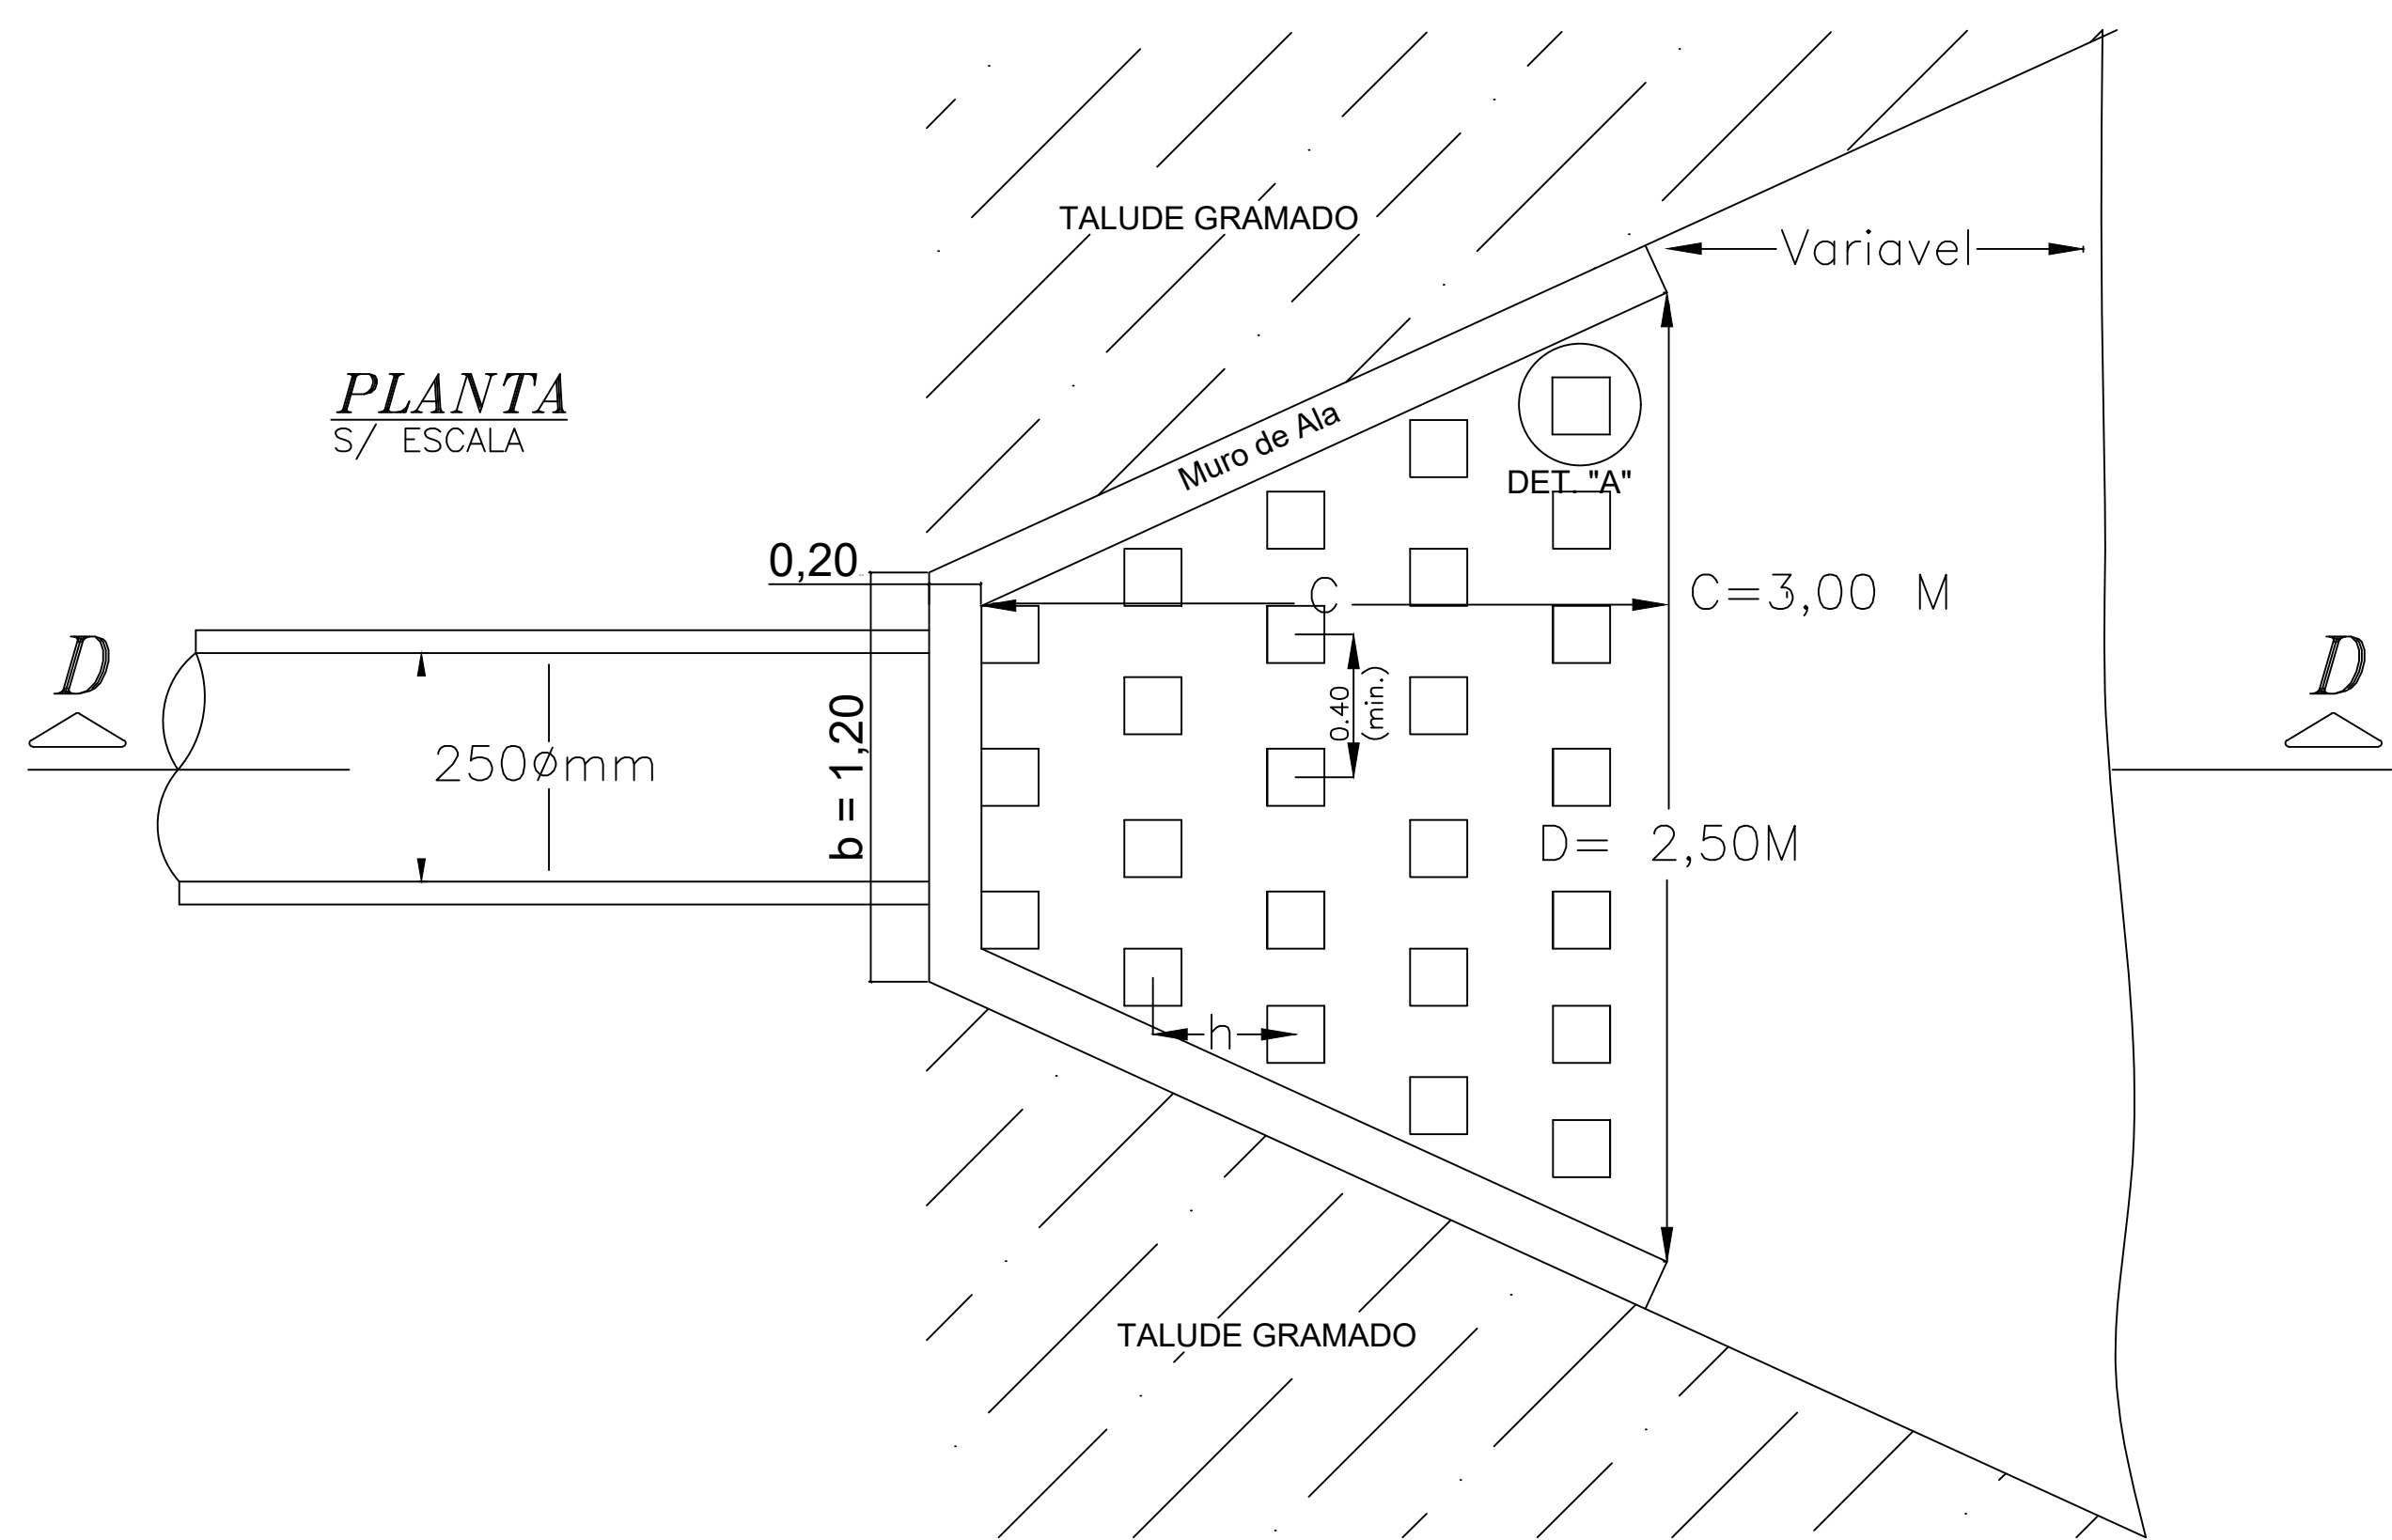 TALUDE GRAMADO
Variavel
PLANTA
S/ ESCALA
Muro de Ala
DET. "A"
0,20
C
C=3,00 M
D
D
0.40
(min.)
250ømm
b = 1,20
D= 2,50M
h
TALUDE GRAMADO